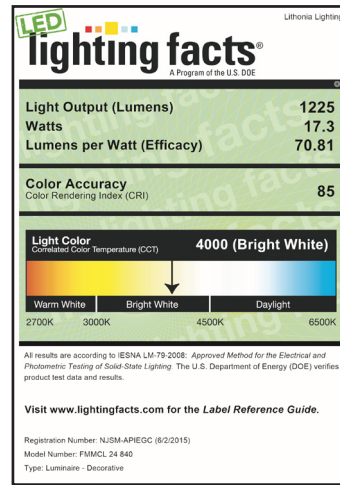 Lithonia Lighting
LED
lighting facts®
A Program of the U.S. DOE
Light Output (Lumens) 1225
Watts 17.3
Lumens per Watt (Efficacy) 70.81
Color Accuracy 85
Color Rendering Index (CRI)
Light Color 4000 (Bright White)
Correlated Color Temperature (CCT)
Warm White Bright White Daylight
2700K 3000K 4500K 6500K
All results are according to IESNA LM-79-2008: Approved Method for the Electrical and
Photometric Testing of Solid-State Lighting. The U.S. Department of Energy (DOE) verifies
product test data and results.
Visit www.lightingfacts.com for the Label Reference Guide.
Registration Number: NJSM-APIEGC (6/2/2015)
Model Number: FMMCL 24 840
Type: Luminaire - Decorative